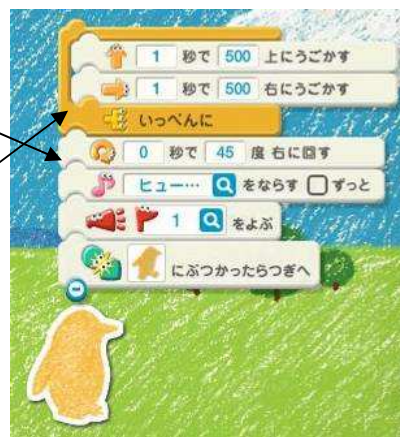 1 秒で 500 上にうごかす
1 秒で 500 右にうごかす
いっぺんに
0 秒で 45 度 右に回す
ヒュー… をならす ずっと
1 をよぶ
にぶつかったらつぎへ